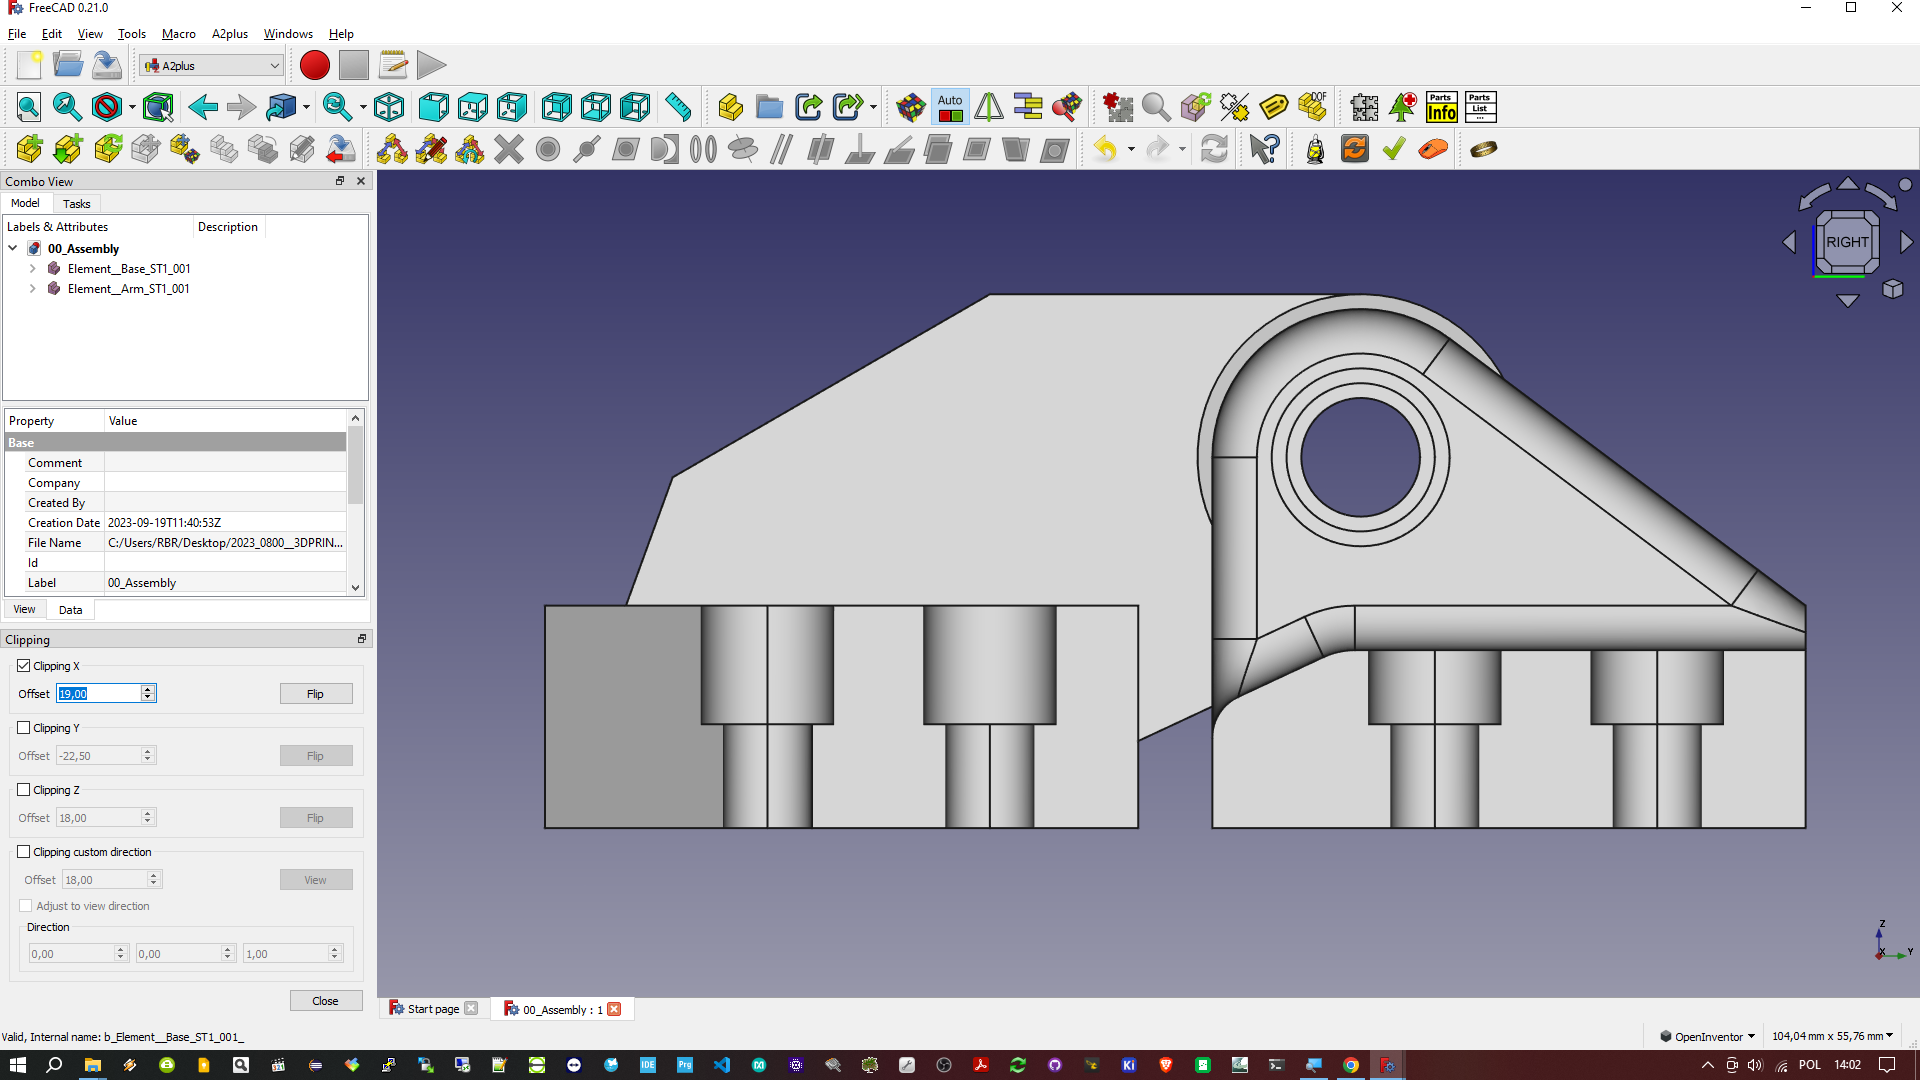 FreeCAD 0.21.0
File Edit View Tools Macro A2plus Windows Help
A2plus
Auto
DOF
Parts Info
Parts List ...
Combo View
Model Tasks
Labels & Attributes Description
00_Assembly
Element__Base_ST1_001
Element__Arm_ST1_001
Property Value
Base
Comment
Company
Created By
Creation Date 2023-09-19T11:40:53Z
File Name C:/Users/RBR/Desktop/2023_0800__3DPRIN...
Id
Label 00_Assembly
View Data
Clipping
Clipping X
Offset 19,00 Flip
Clipping Y
Offset -22,50 Flip
Clipping Z
Offset 18,00 Flip
Clipping custom direction
Offset 18,00 View
Adjust to view direction
Direction
0,00 0,00 1,00
Close
RIGHT
Z
X
Y
Start page 00_Assembly : 1
Valid, Internal name: b_Element__Base_ST1_001_
OpenInventor 104,04 mm x 55,76 mm
IDE Prg Ki POL 14:02